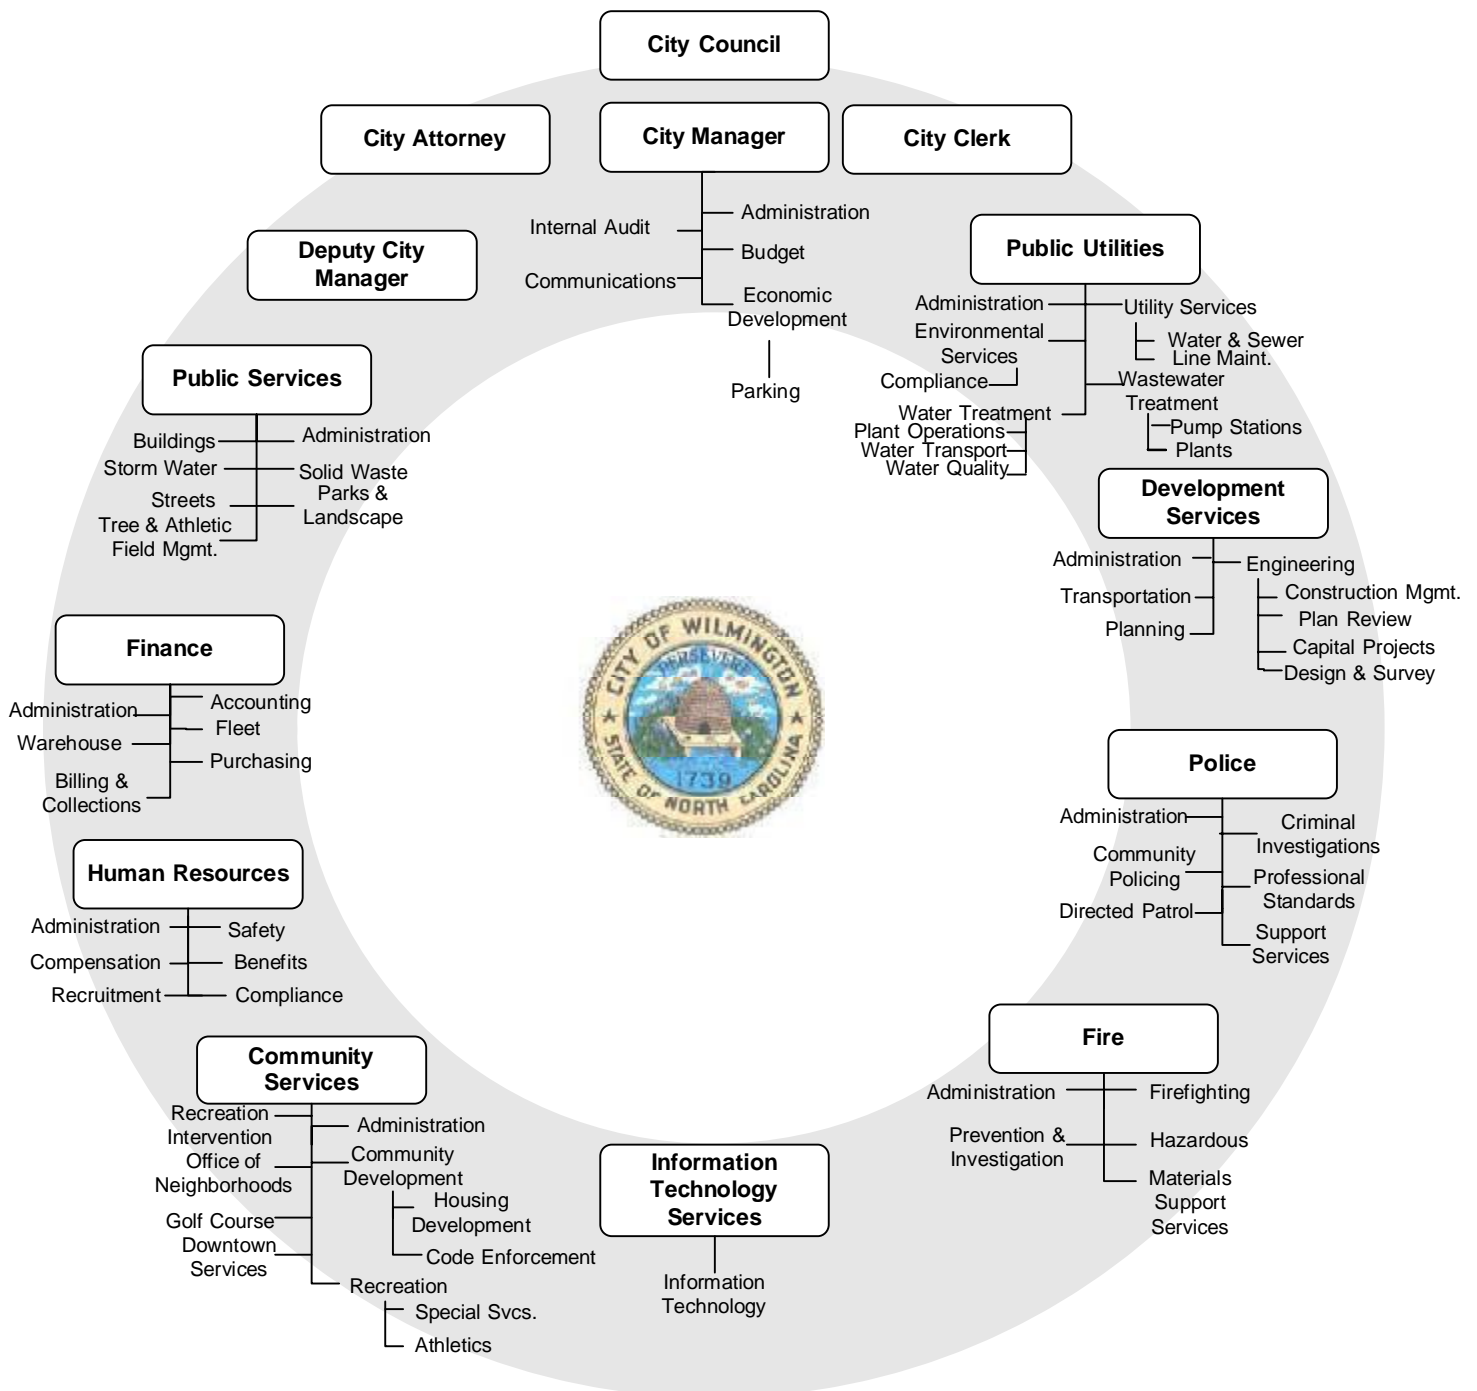 City Council
City Attorney
City Manager
City Clerk
Internal Audit
Communications
Administration
Budget
Economic
Development
Parking
Deputy City
Manager
Public Utilities
Administration
Environmental
Services
Compliance
Water Treatment
Plant Operations
Water Transport
Water Quality
Utility Services
Water & Sewer
Line Maint.
Wastewater
Treatment
Pump Stations
Plants
Public Services
Buildings
Storm Water
Streets
Tree & Athletic
Field Mgmt.
Administration
Solid Waste
Parks &
Landscape
Development
Services
Administration
Transportation
Planning
Engineering
Construction Mgmt.
Plan Review
Capital Projects
Design & Survey
Finance
Administration
Warehouse
Billing &
Collections
Accounting
Fleet
Purchasing
CITY OF WILMINGTON
PERSEVERE
1739
STATE OF NORTH CAROLINA
Police
Administration
Community
Policing
Directed Patrol
Criminal
Investigations
Professional
Standards
Support
Services
Human Resources
Administration
Compensation
Recruitment
Safety
Benefits
Compliance
Fire
Administration
Prevention &
Investigation
Firefighting
Hazardous
Materials
Support
Services
Community
Services
Recreation
Intervention
Office of
Neighborhoods
Golf Course
Downtown
Services
Administration
Community
Development
Housing
Development
Code Enforcement
Recreation
Special Svcs.
Athletics
Information
Technology
Services
Information
Technology